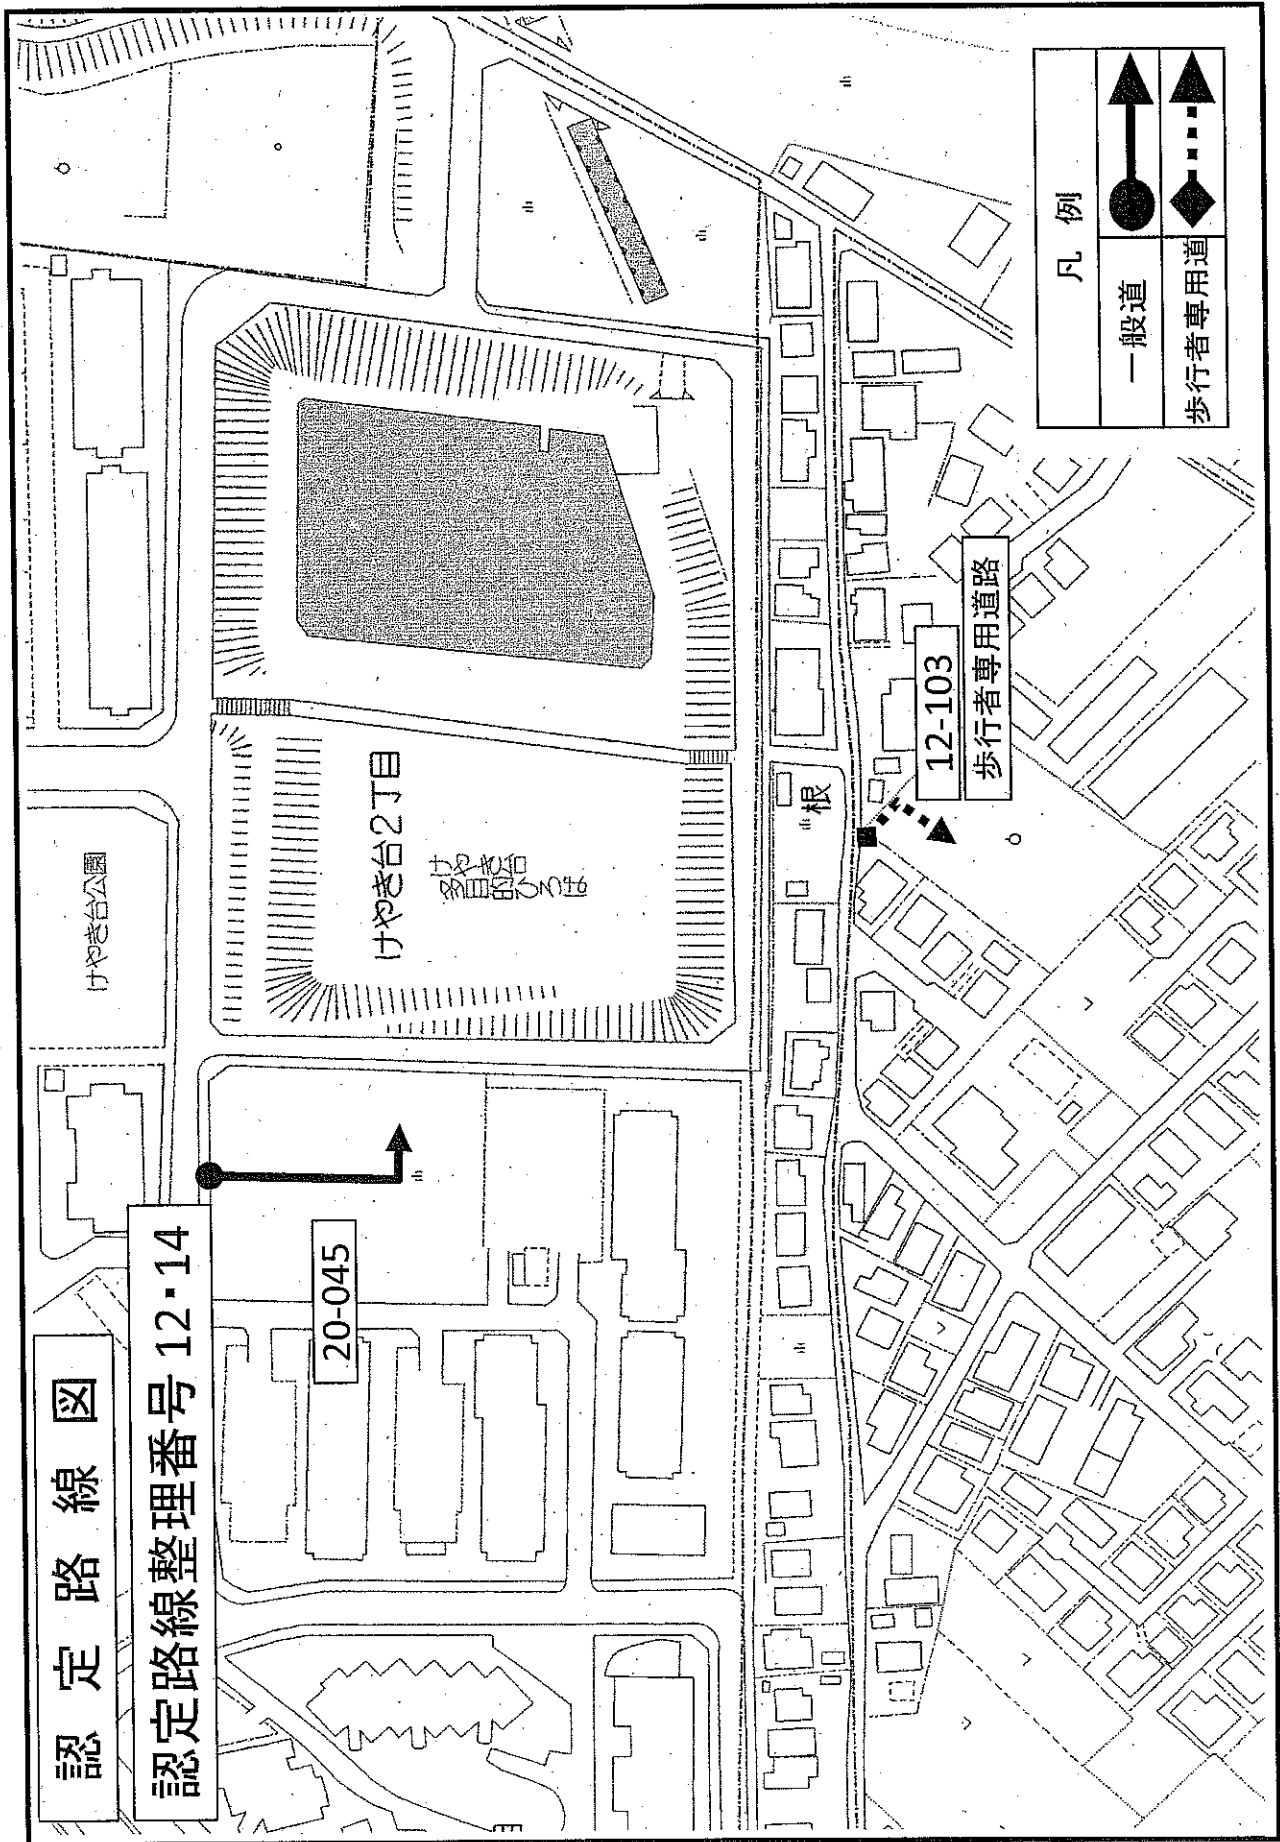 認定路線図
認定路線整理番号 12・14
20-045
けやき台公園
けやき台2丁目
けやき台
多目的
ひろば
根
12-103
歩行者専用道路
凡例
一般道
歩行者専用道